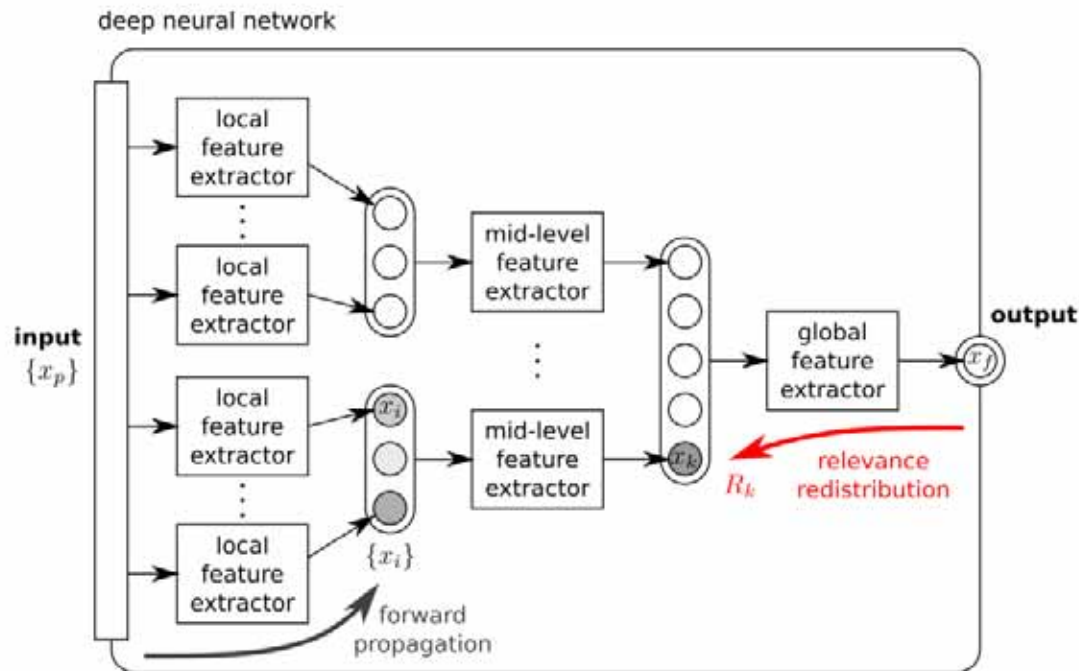 deep neural network
local
feature
extractor
local
feature
extractor
mid-level
feature
extractor
input
{x_p}
output
global
feature
extractor
x_f
local
feature
extractor
x_i
mid-level
feature
extractor
x_k
R_k
relevance
redistribution
local
feature
extractor
{x_i}
forward
propagation